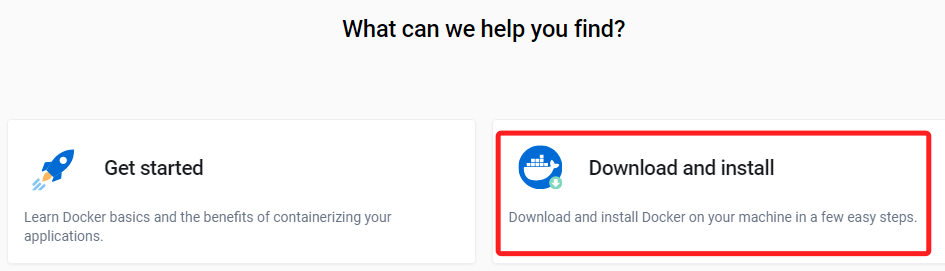 What can we help you find?
Get started
Learn Docker basics and the benefits of containerizing your
applications.
Download and install
Download and install Docker on your machine in a few easy steps.